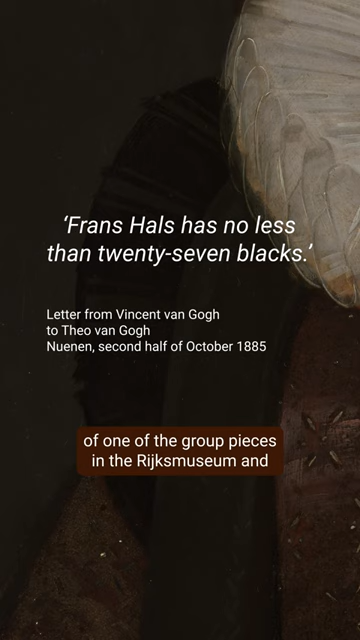 ‘Frans Hals has no less
than twenty-seven blacks.’
Letter from Vincent van Gogh
to Theo van Gogh
Nuenen, second half of October 1885
of one of the group pieces
in the Rijksmuseum and